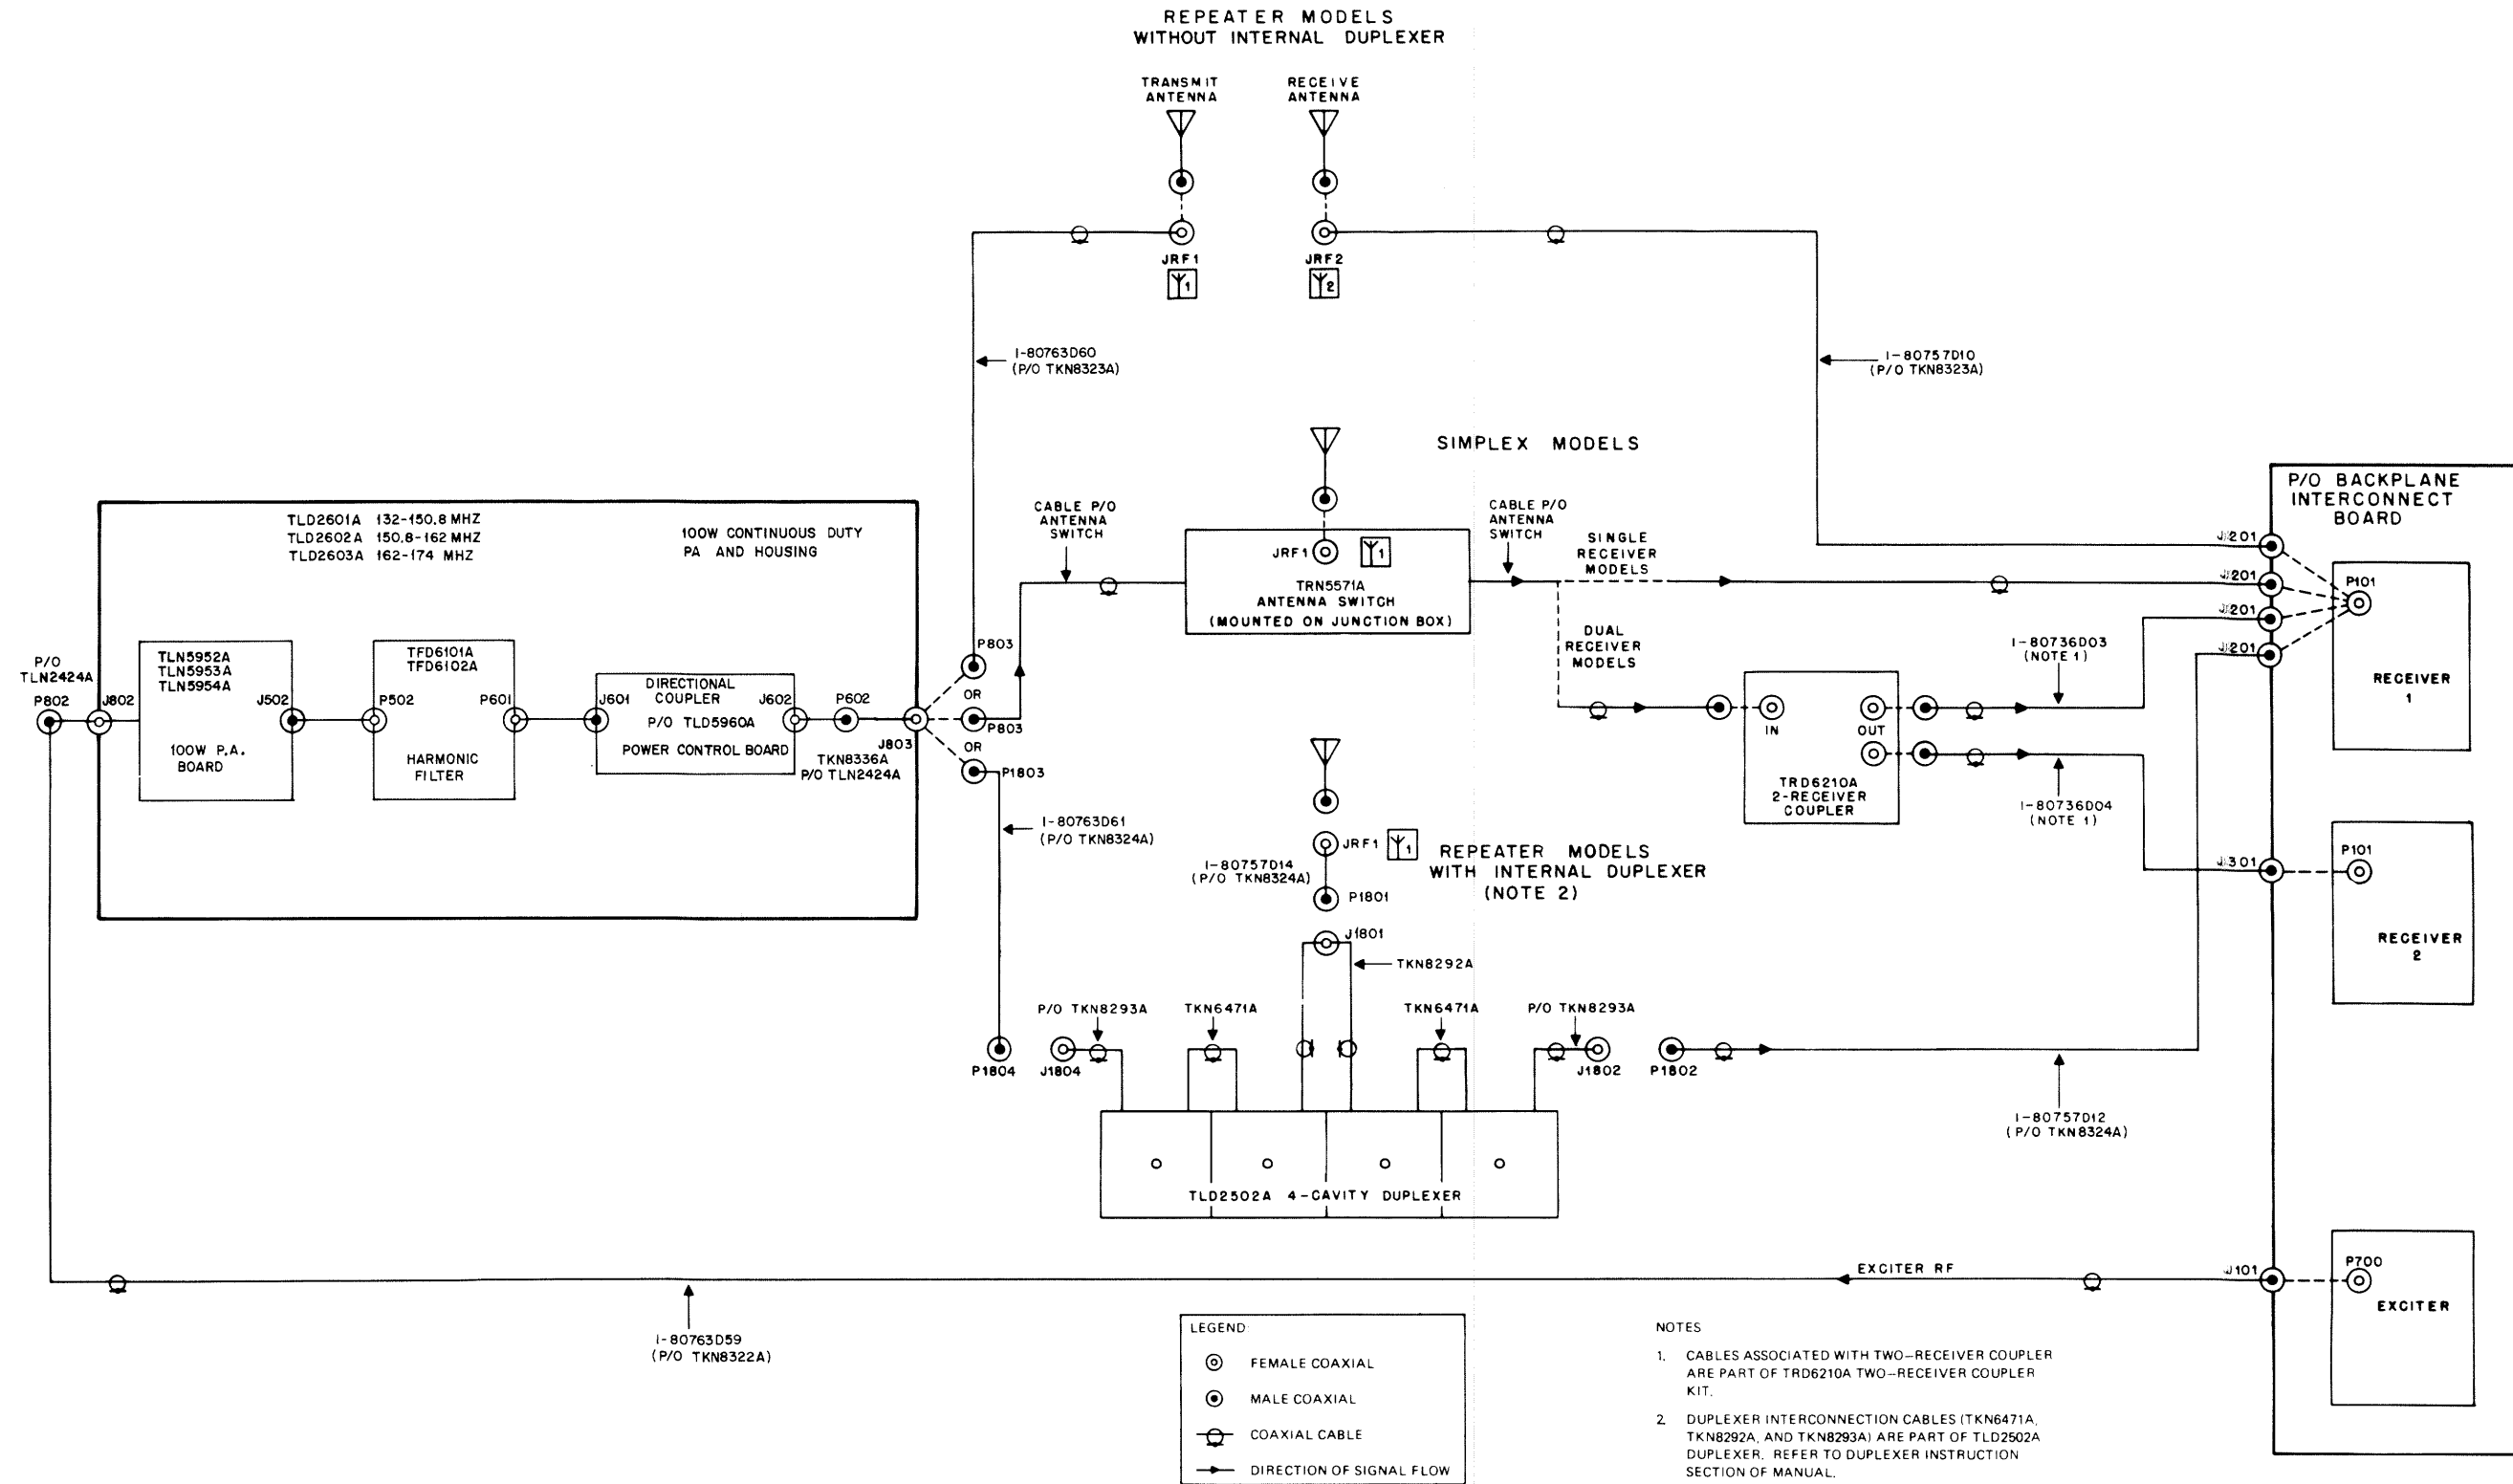 REPEATER MODELS
WITHOUT INTERNAL DUPLEXER
TRANSMIT
ANTENNA
RECEIVE
ANTENNA
JRF1
1
JRF2
2
1-80763D60
(P/O TKN8323A)
1-80757D10
(P/O TKN8323A)
SIMPLEX MODELS
CABLE P/O
ANTENNA
SWITCH
JRF1
1
TRN5571A
ANTENNA SWITCH
(MOUNTED ON JUNCTION BOX)
CABLE P/O
ANTENNA
SWITCH
SINGLE
RECEIVER
MODELS
DUAL
RECEIVER
MODELS
IN
OUT
TRD6210A
2-RECEIVER
COUPLER
1-80736D03
(NOTE 1)
1-80736D04
(NOTE 1)
P/O BACKPLANE
INTERCONNECT
BOARD
J201
J201
J201
J201
P101
RECEIVER
1
J301
P101
RECEIVER
2
J101
P700
EXCITER
TLD2601A 132-150.8 MHZ
TLD2602A 150.8-162 MHZ
TLD2603A 162-174 MHZ
100W CONTINUOUS DUTY
PA AND HOUSING
P/O
TLN2424A
P802
J802
TLN5952A
TLN5953A
TLN5954A
J502
100W P.A.
BOARD
TFD6101A
TFD6102A
P502
P601
HARMONIC
FILTER
J601
DIRECTIONAL
COUPLER
J602
P/O TLD5960A
POWER CONTROL BOARD
P602
TKN8336A
P/O TLN2424A
J803
P803
OR
P803
OR
P1803
1-80763D61
(P/O TKN8324A)
1-80757D14
(P/O TKN8324A)
JRF1
1
REPEATER MODELS
WITH INTERNAL DUPLEXER
(NOTE 2)
P1801
J1801
TKN8292A
P/O TKN8293A
TKN6471A
TKN6471A
P/O TKN8293A
P1804
J1804
J1802
P1802
TLD2502A 4-CAVITY DUPLEXER
1-80757D12
(P/O TKN8324A)
EXCITER RF
1-80763D59
(P/O TKN8322A)
LEGEND:
FEMALE COAXIAL
MALE COAXIAL
COAXIAL CABLE
DIRECTION OF SIGNAL FLOW
NOTES
1. CABLES ASSOCIATED WITH TWO-RECEIVER COUPLER
ARE PART OF TRD6210A TWO-RECEIVER COUPLER
KIT.
2. DUPLEXER INTERCONNECTION CABLES (TKN6471A,
TKN8292A, AND TKN8293A) ARE PART OF TLD2502A
DUPLEXER. REFER TO DUPLEXER INSTRUCTION
SECTION OF MANUAL.